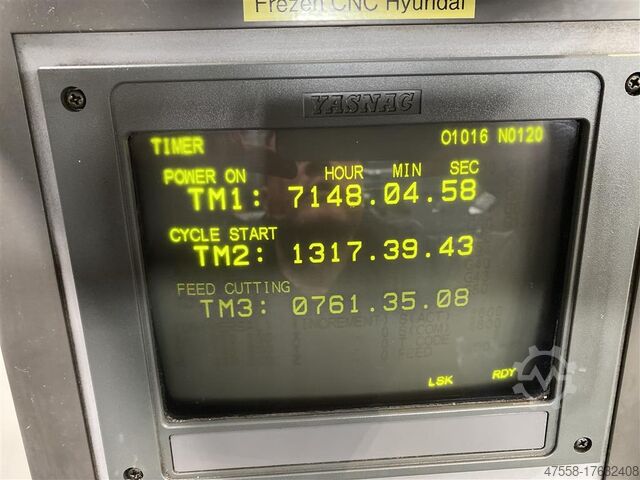 Frezen CNC Hyundai
YASNAC
TIMER O1016 N0120
POWER ON HOUR MIN SEC
TM1: 7148.04.58
CYCLE START
TM2: 1317.39.43
FEED CUTTING
TM3: 0761.35.08
LSK RDY
47558-17632408